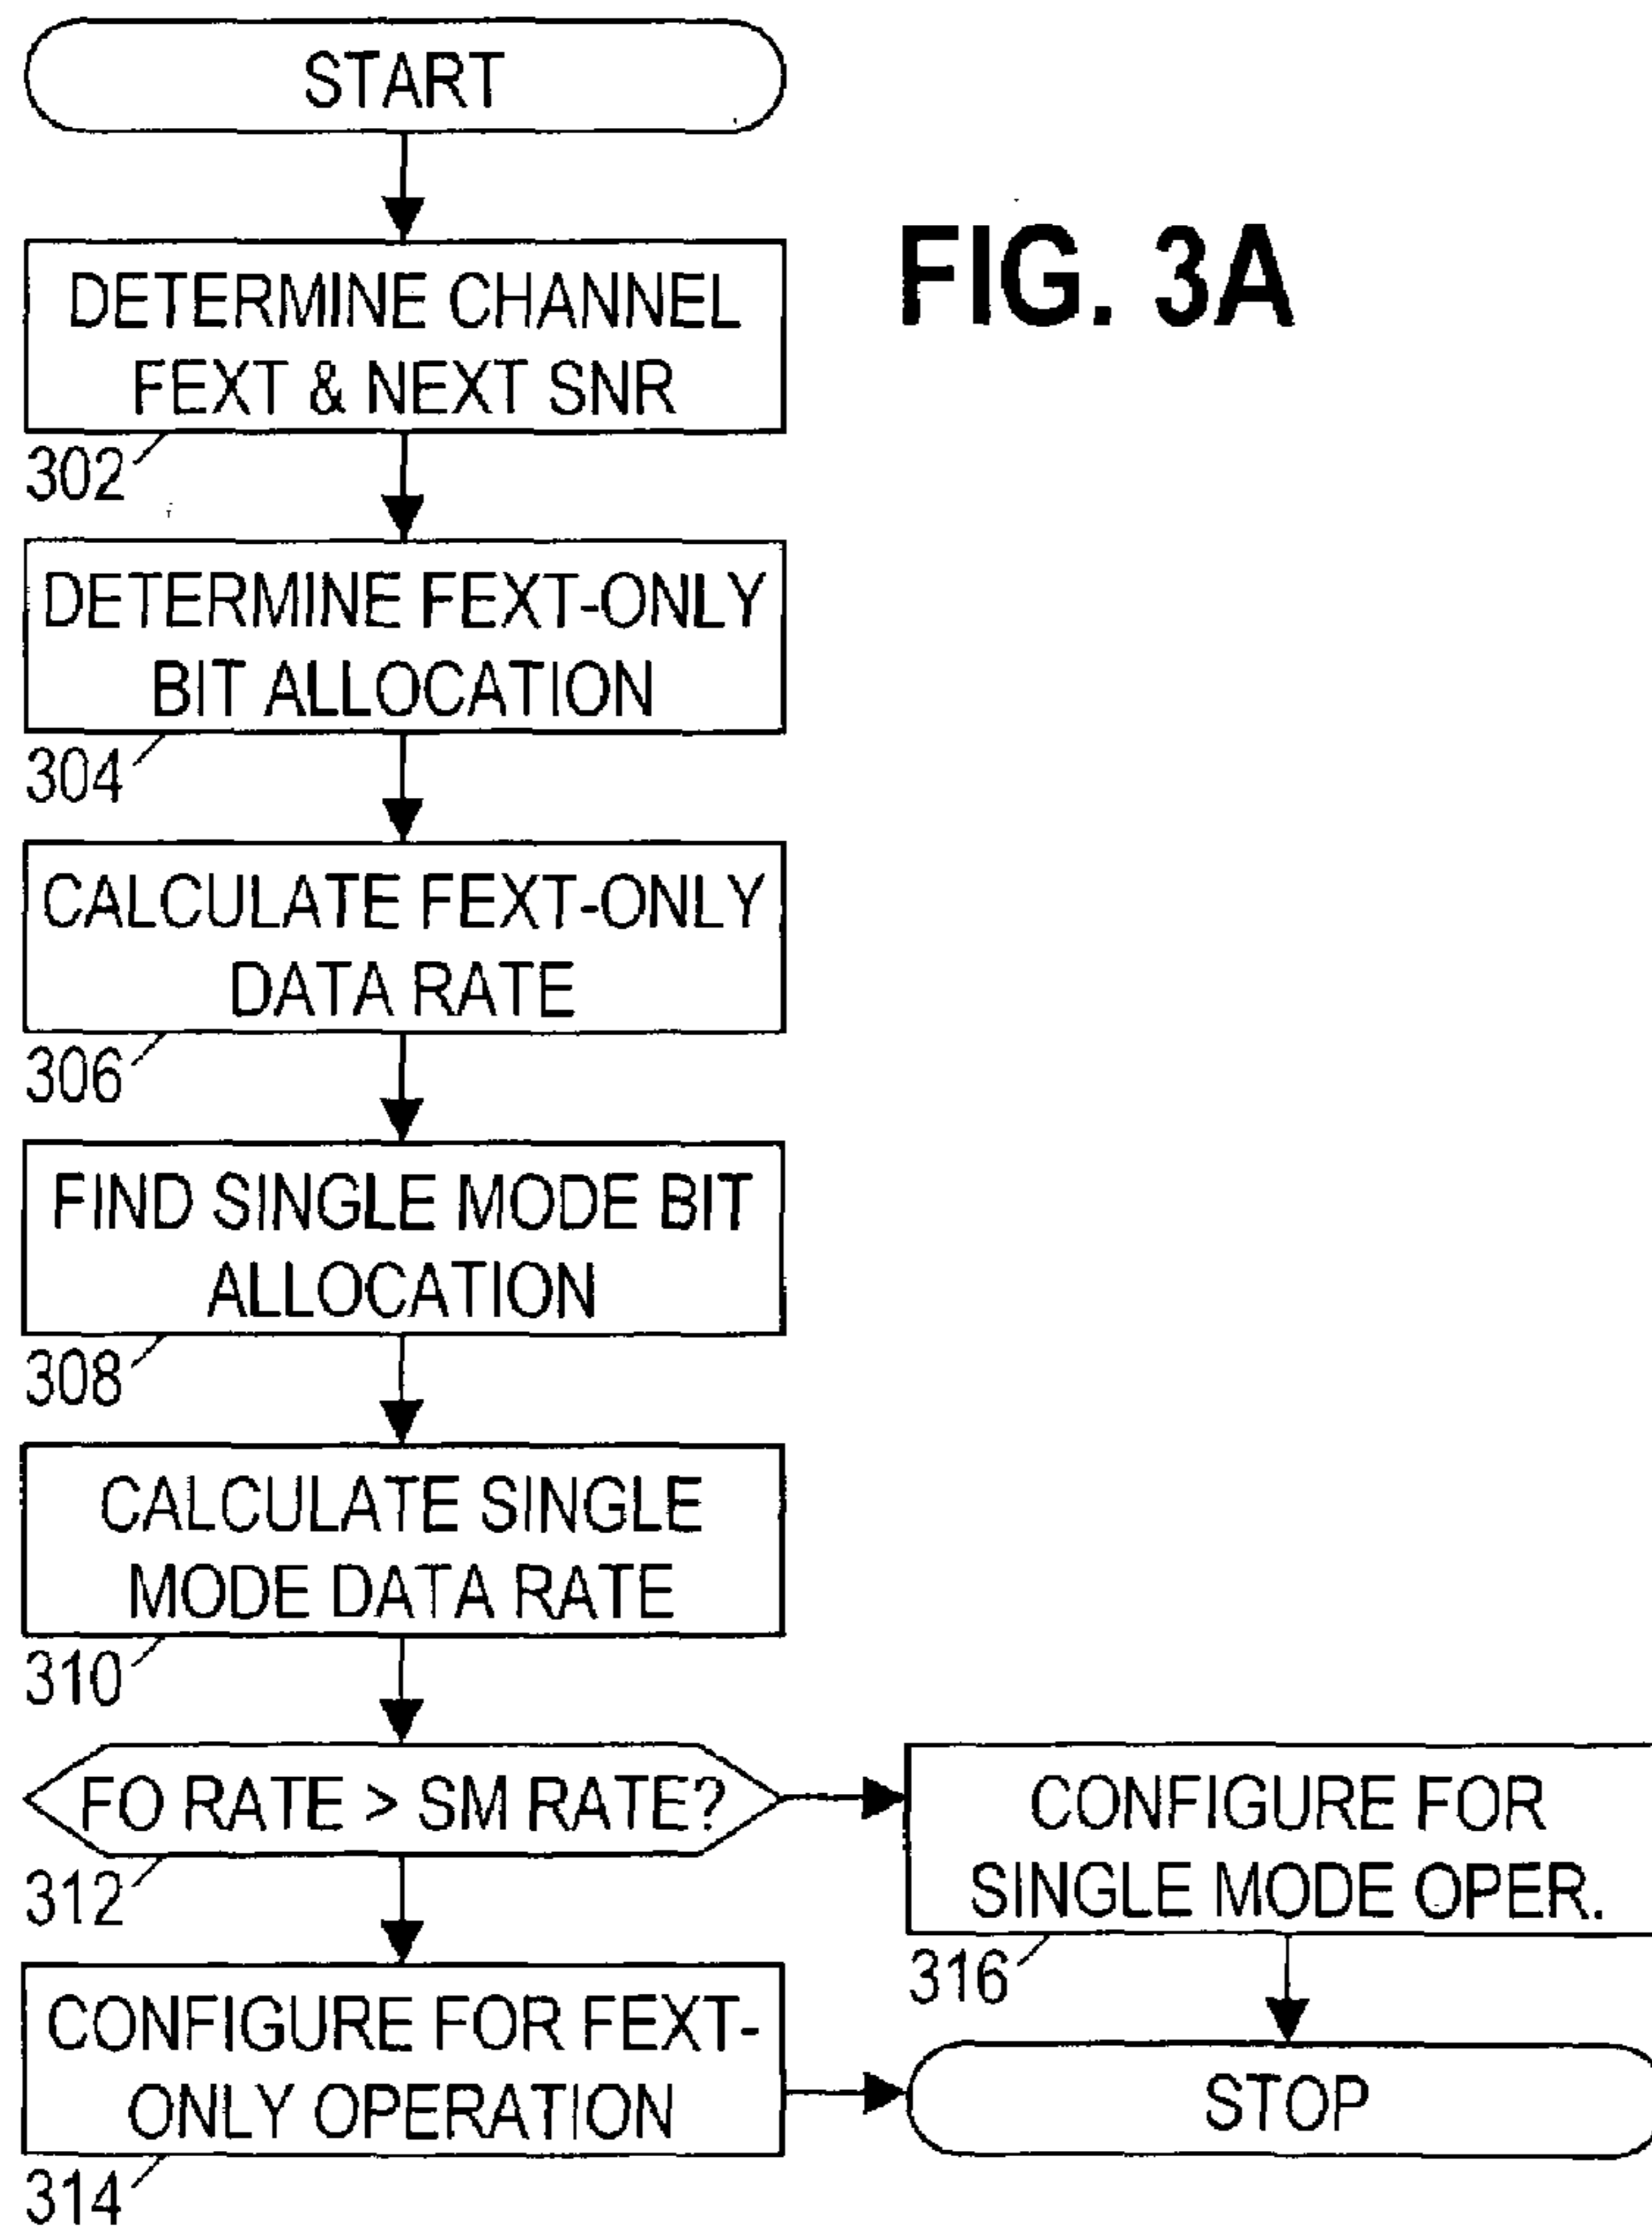 START
FIG. 3A
DETERMINE CHANNEL
FEXT & NEXT SNR
302
DETERMINE FEXT-ONLY
BIT ALLOCATION
304
CALCULATE FEXT-ONLY
DATA RATE
306
FIND SINGLE MODE BIT
ALLOCATION
308
CALCULATE SINGLE
MODE DATA RATE
310
FO RATE > SM RATE?
312
CONFIGURE FOR
SINGLE MODE OPER.
316
CONFIGURE FOR FEXT-
ONLY OPERATION
314
STOP